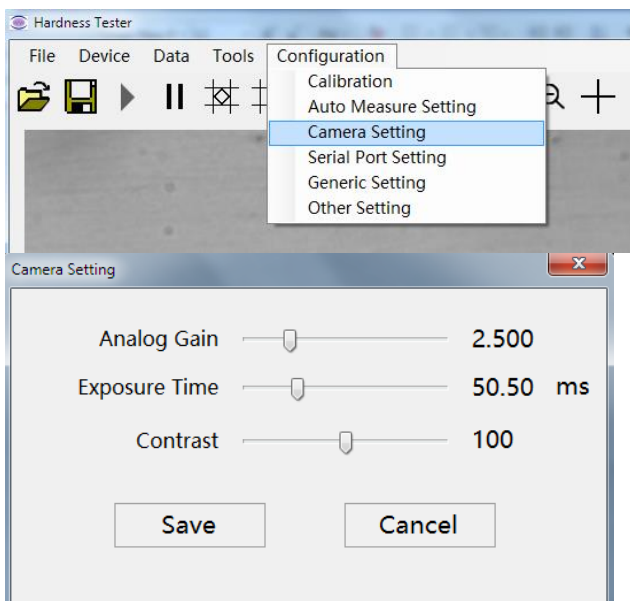 Hardness Tester
File Device Data Tools Configuration
Calibration
Auto Measure Setting
Camera Setting
Serial Port Setting
Generic Setting
Other Setting
Camera Setting
Analog Gain 2.500
Exposure Time 50.50 ms
Contrast 100
Save Cancel